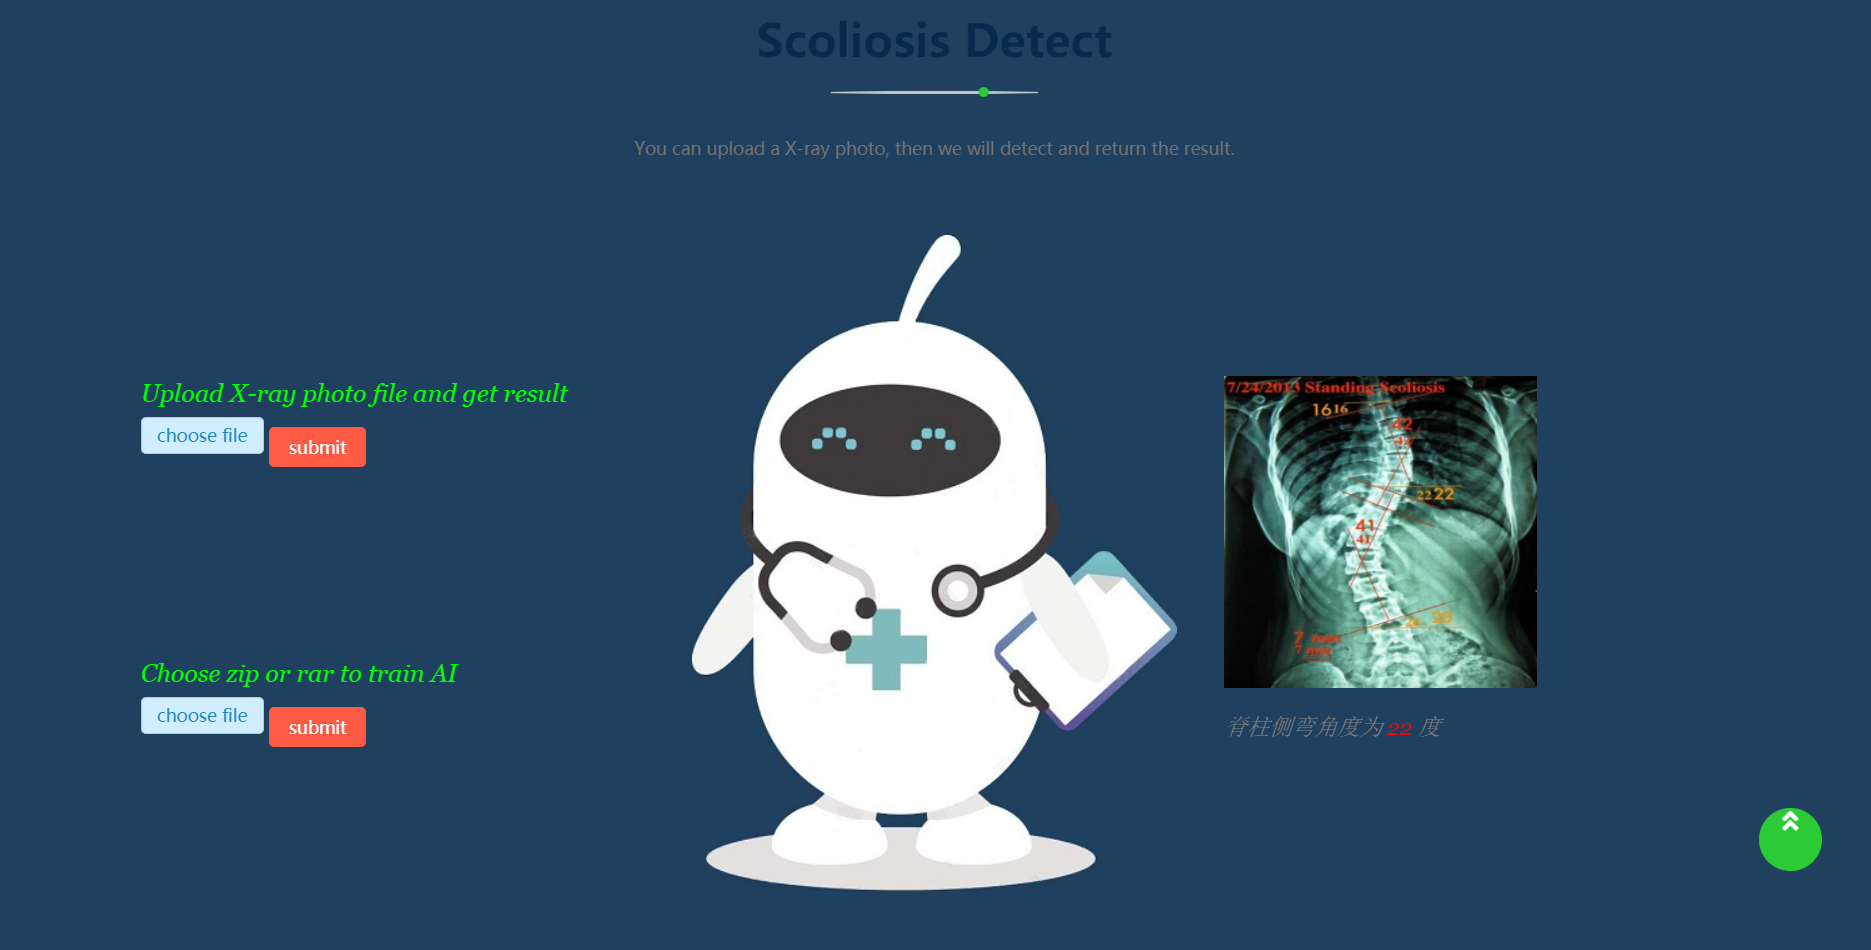 Scoliosis Detect
You can upload a X-ray photo, then we will detect and return the result.
Upload X-ray photo file and get result
choose file
submit
Choose zip or rar to train AI
choose file
submit
7/24/2013 Standing Scoliosis
16 16
42
42
22 22
41
41
20 20
7 mm
7 mm
脊柱侧弯角度为 22 度